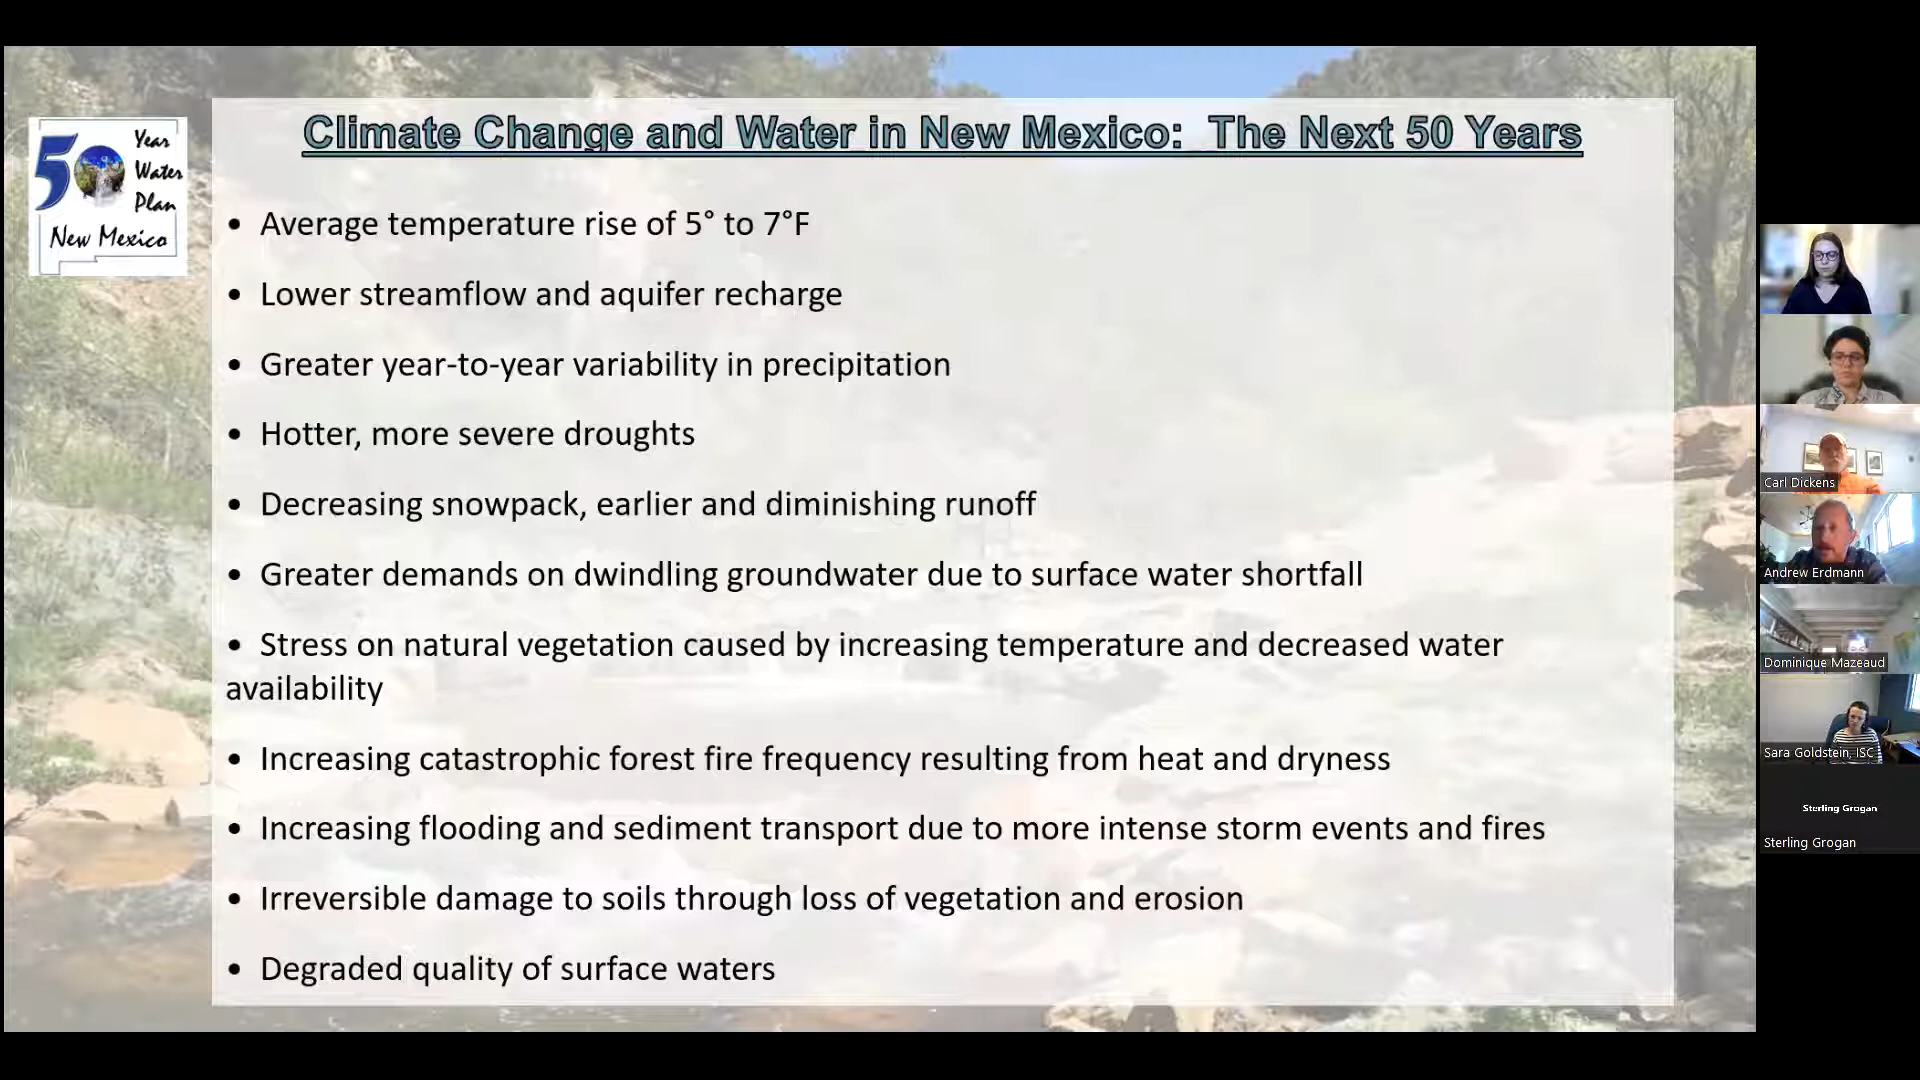 50 Year
Water
Plan
New Mexico
Climate Change and Water in New Mexico: The Next 50 Years
• Average temperature rise of 5° to 7°F
• Lower streamflow and aquifer recharge
• Greater year-to-year variability in precipitation
• Hotter, more severe droughts
• Decreasing snowpack, earlier and diminishing runoff
• Greater demands on dwindling groundwater due to surface water shortfall
• Stress on natural vegetation caused by increasing temperature and decreased water
availability
• Increasing catastrophic forest fire frequency resulting from heat and dryness
• Increasing flooding and sediment transport due to more intense storm events and fires
• Irreversible damage to soils through loss of vegetation and erosion
• Degraded quality of surface waters
Carl Dickens
Andrew Erdmann
Dominique Mazeaud
Sara Goldstein, ISC
Sterling Grogan
Sterling Grogan